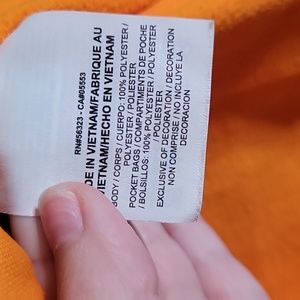 RN#56323 - CA#05553
DE IN VIETNAM/FABRIQUE AU
VIETNAM/HECHO EN VIETNAM
BODY / CORPS / CUERPO: 100% POLYESTER /
POLYESTER / POLIÉSTER
POCKET BAGS / COMPARTIMENTS DE POCHE
/ BOLSILLOS: 100% POLYESTER /
POLYESTER / POLIÉSTER
EXCLUSIVE OF DECORATION / DECORATION
NON COMPRISE / NO INCLUYE LA
DECORACION